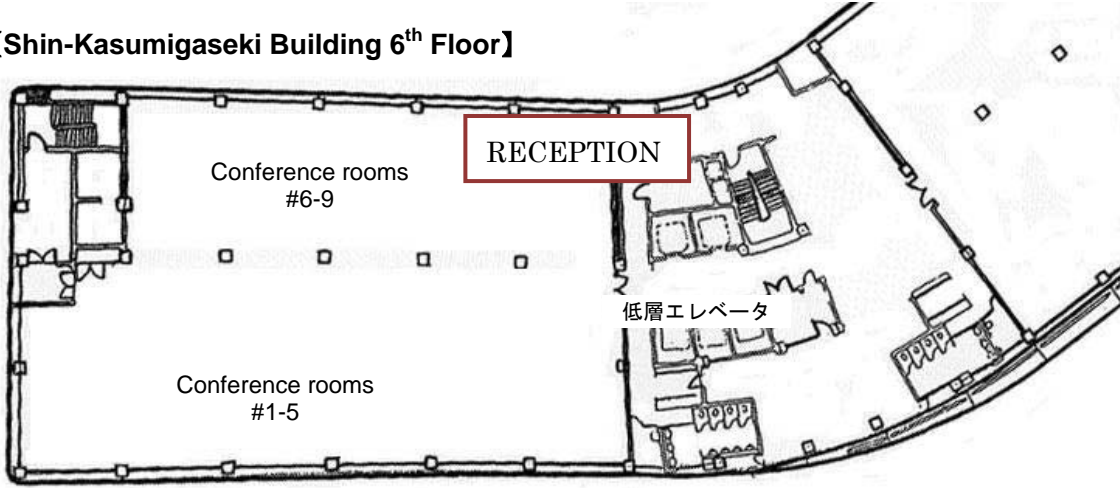 【Shin-Kasumigaseki Building 6th Floor】
RECEPTION
Conference rooms
#6-9
低層エレベータ
Conference rooms
#1-5